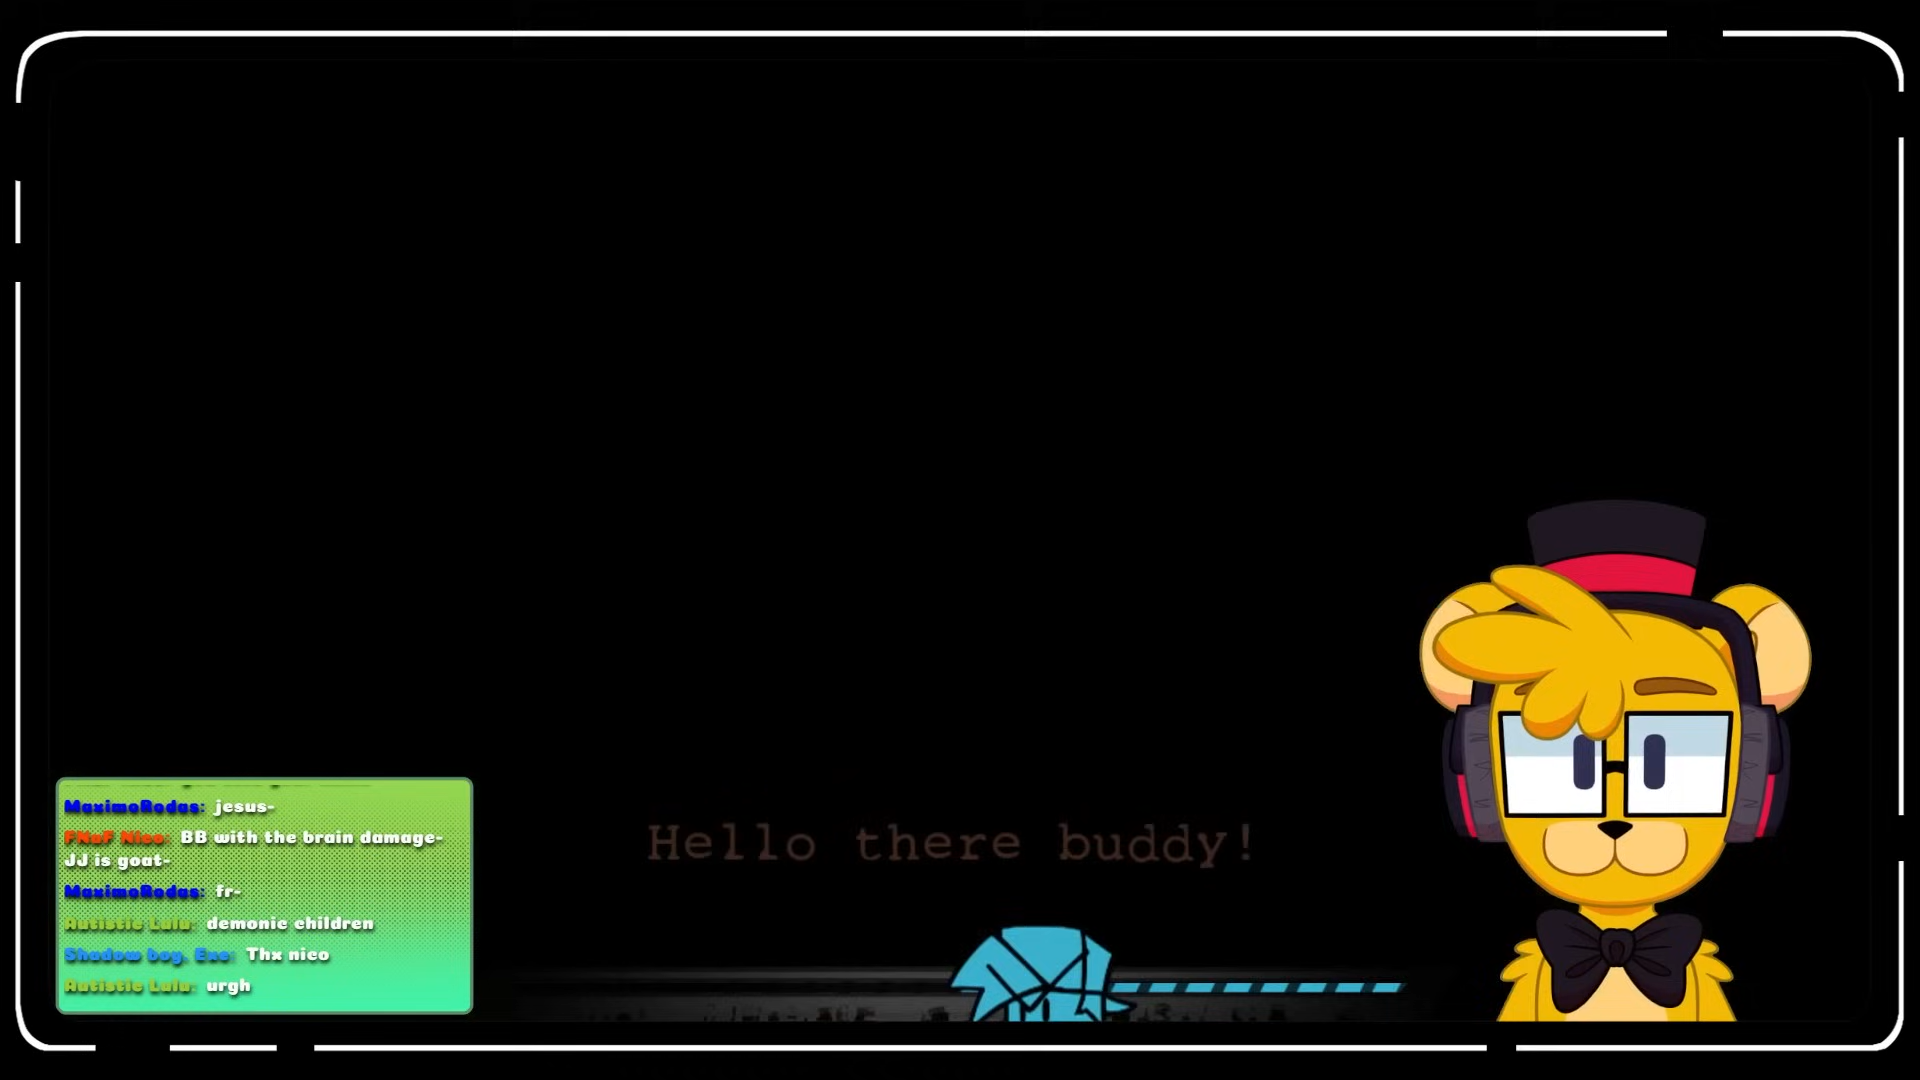 MaximoRodas: jesus-
FNaF Nico: BB with the brain damage-
JJ is goat-
MaximoRodas: fr-
Autistic Lulu: demonic children
Shadow boy. Exe: Thx nico
Autistic Lulu: urgh
Hello there buddy!